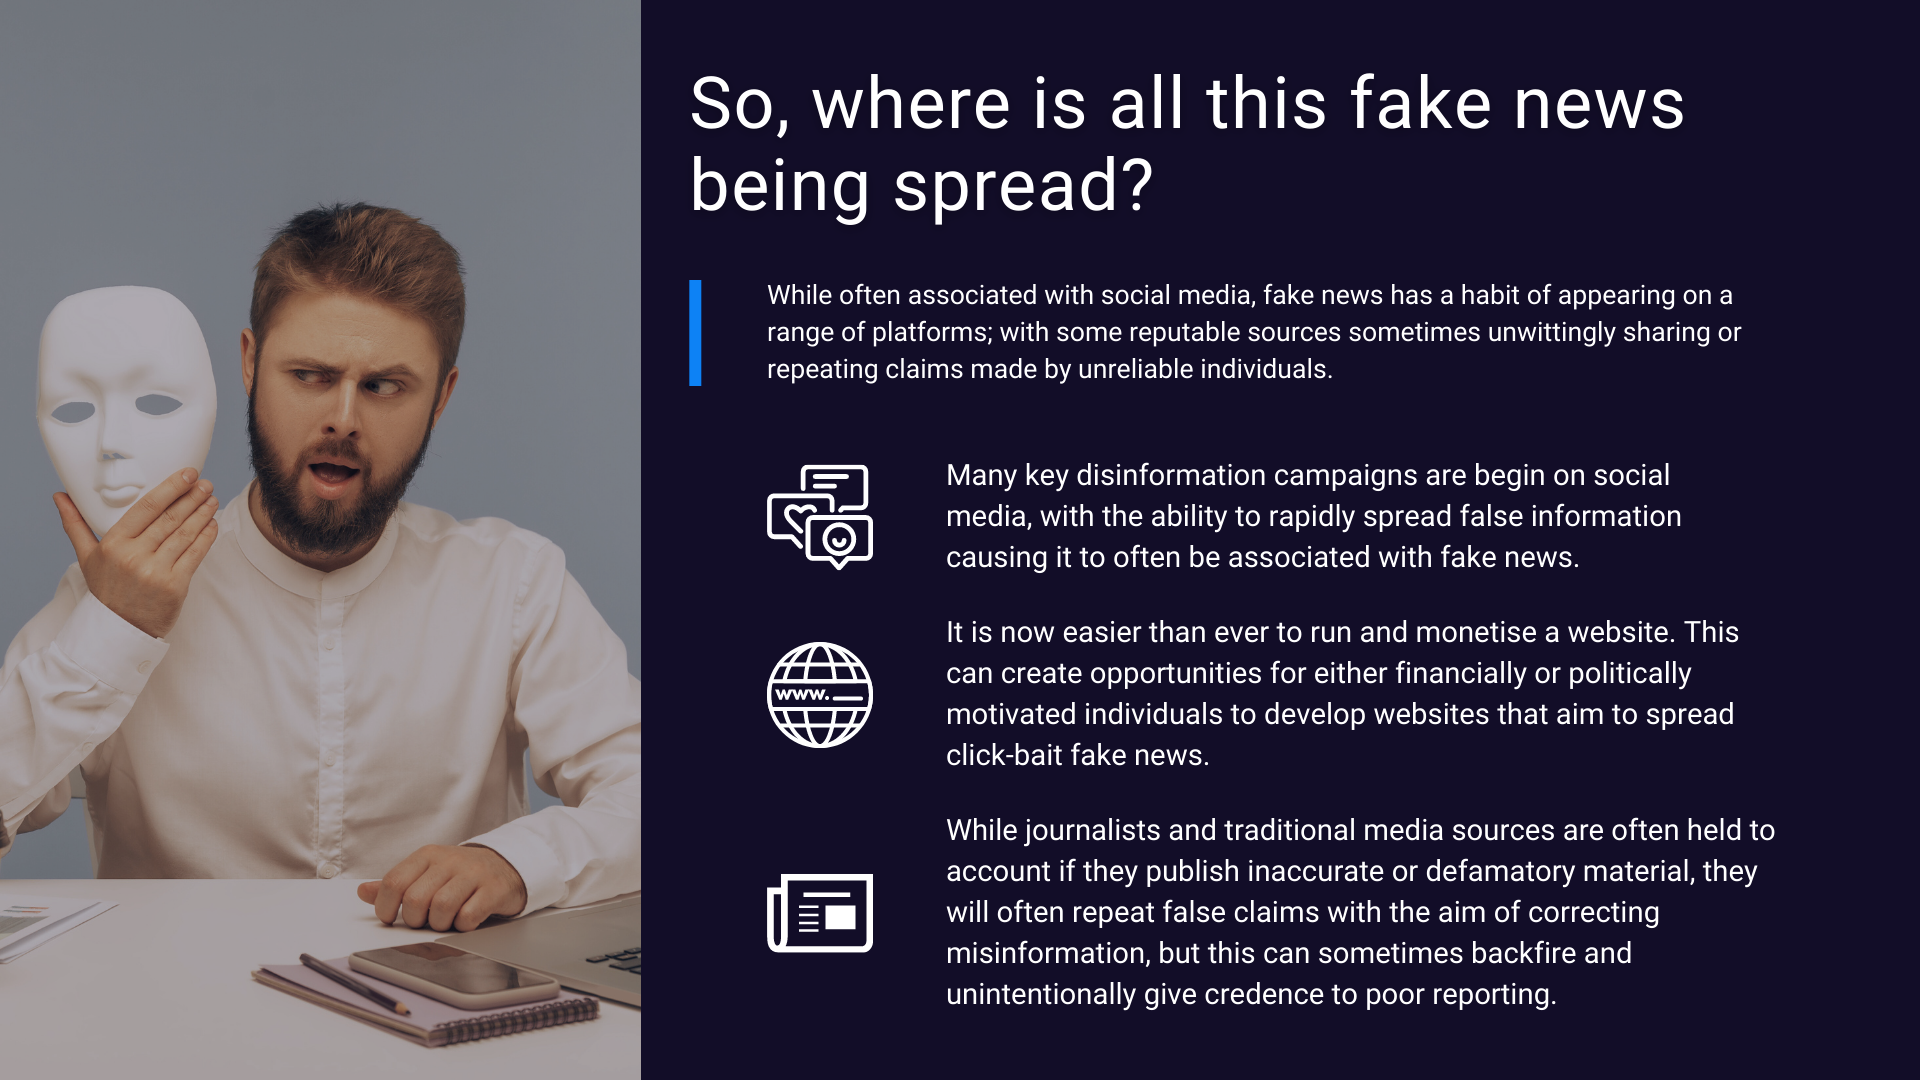 So, where is all this fake news
being spread?
While often associated with social media, fake news has a habit of appearing on a
range of platforms; with some reputable sources sometimes unwittingly sharing or
repeating claims made by unreliable individuals.
Many key disinformation campaigns are begin on social
media, with the ability to rapidly spread false information
causing it to often be associated with fake news.
www.
It is now easier than ever to run and monetise a website. This
can create opportunities for either financially or politically
motivated individuals to develop websites that aim to spread
click-bait fake news.
While journalists and traditional media sources are often held to
account if they publish inaccurate or defamatory material, they
will often repeat false claims with the aim of correcting
misinformation, but this can sometimes backfire and
unintentionally give credence to poor reporting.